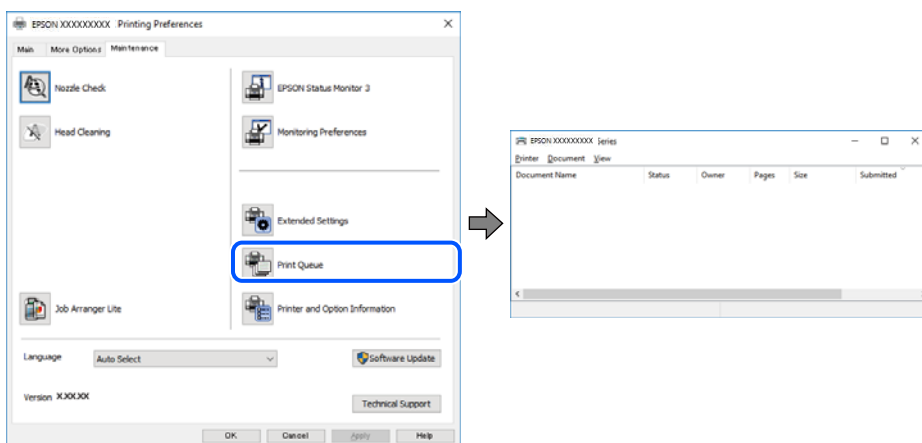 EPSON XXXXXXXXX Printing Preferences
Main More Options Maintenance
Nozzle Check
Head Cleaning
Job Arranger Lite
EPSON Status Monitor 3
Monitoring Preferences
Extended Settings
Print Queue
Printer and Option Information
Language Auto Select Software Update
Version X.XX.XX
Technical Support
OK Cancel Apply Help
EPSON XXXXXXXXX Series
Printer Document View
Document Name Status Owner Pages Size Submitted